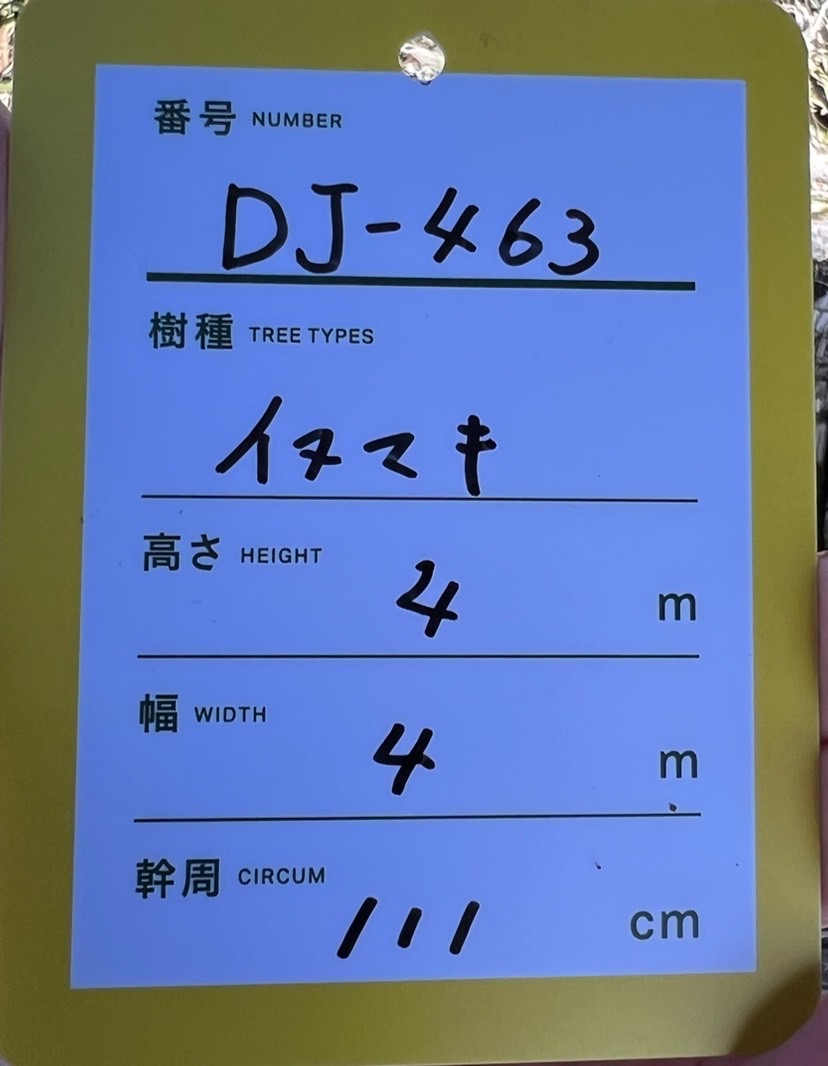 番号 NUMBER
DJ-463
樹種 TREE TYPES
イヌマキ
高さ HEIGHT
4 m
幅 WIDTH
4 m
幹周 CIRCUM
111 cm